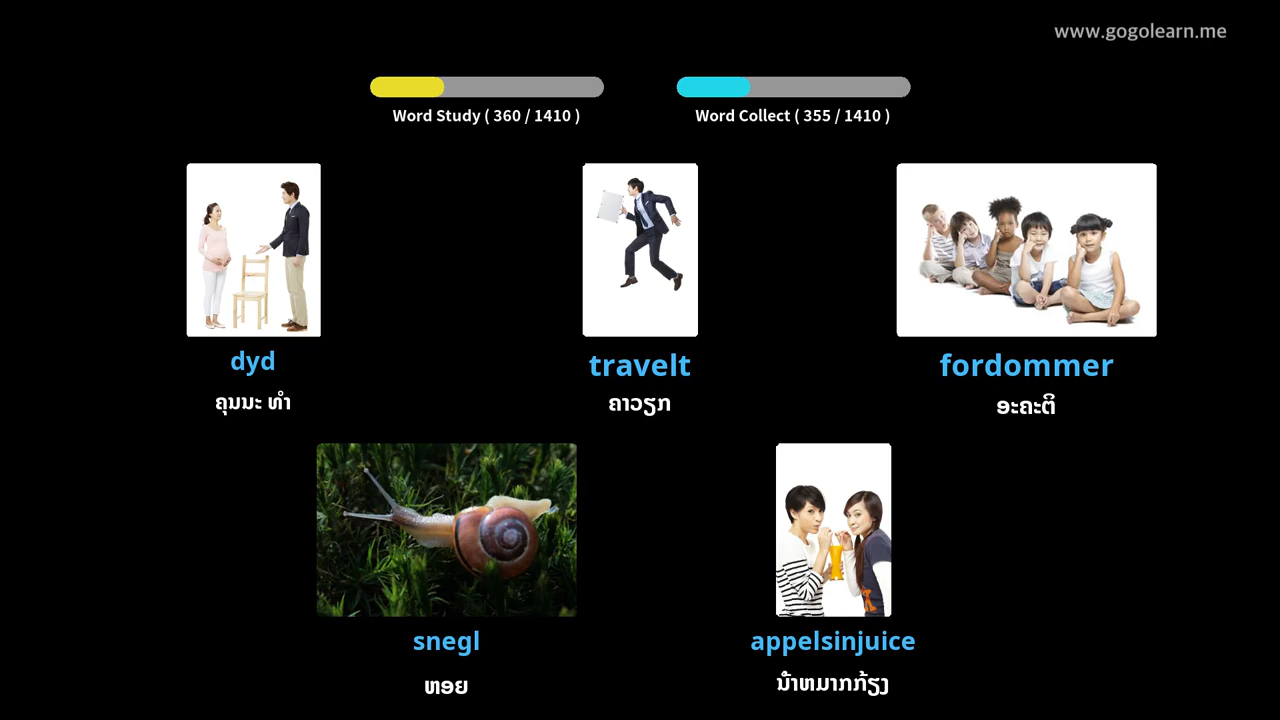 www.gogolearn.me
Word Study ( 360 / 1410 )
Word Collect ( 355 / 1410 )
dyd
ຄຸນນະ ທຳ
travelt
ຄາວຽກ
fordommer
ອະຄະຕິ
snegl
ຫອຍ
appelsinjuice
ນ້ຳຫມາກກ້ຽງ